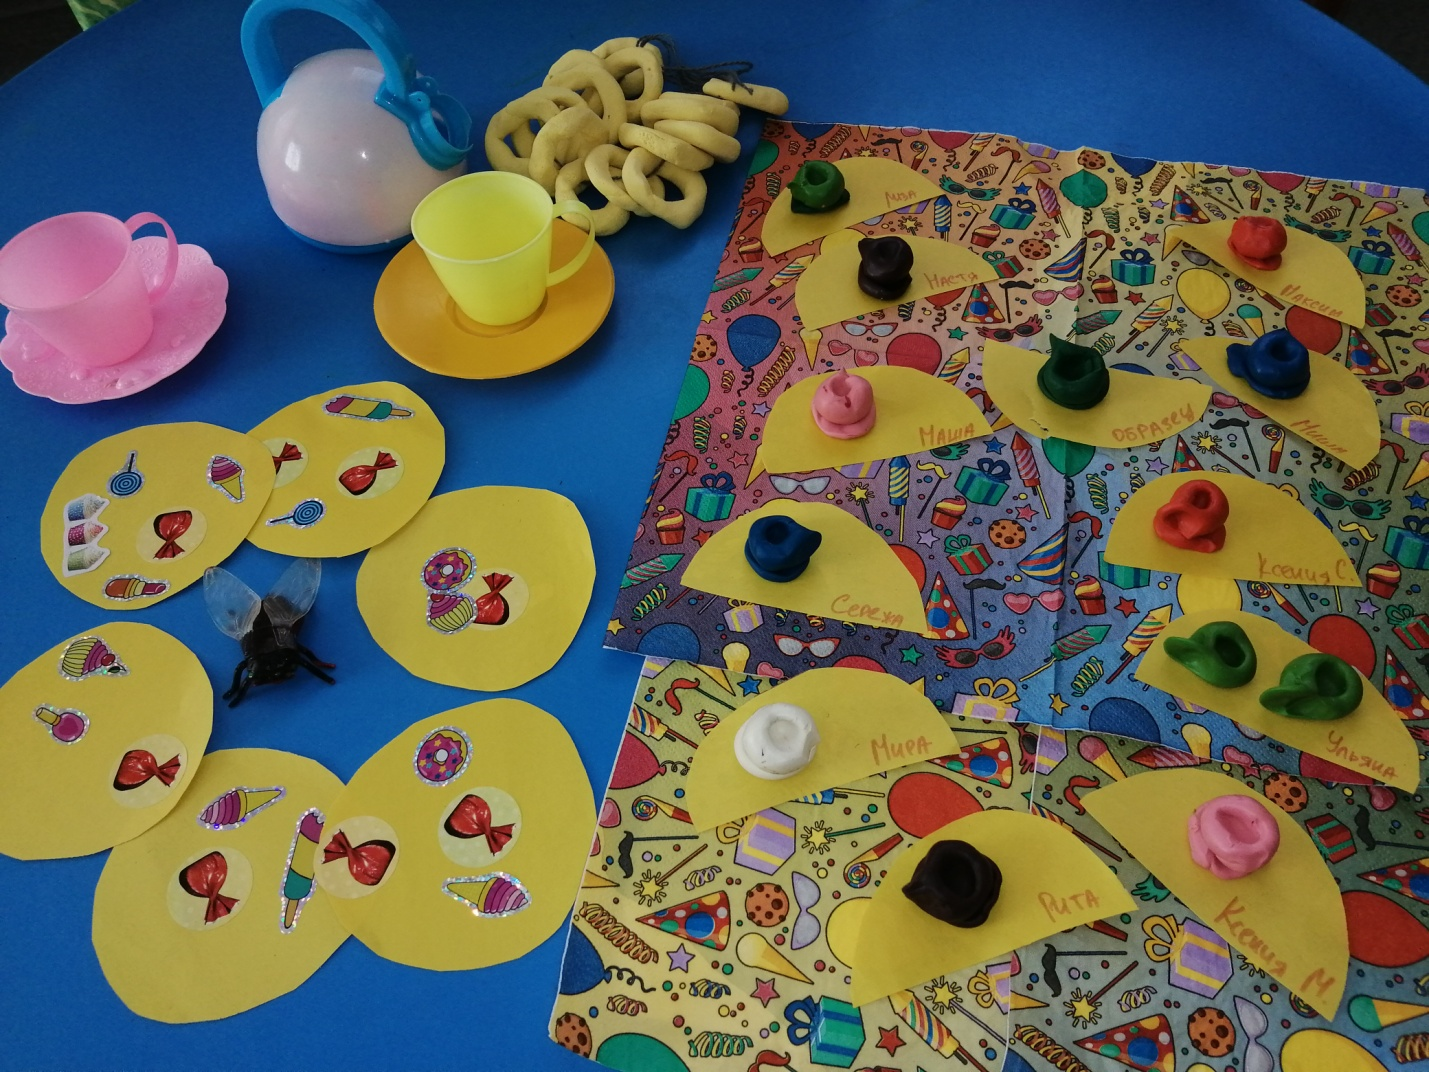 Лиза
Настя
Максим
Маша
ОБРАЗЕЦ
Миша
Сережа
Ксения С.
Мира
Ульяна
Рита
Ксения М.